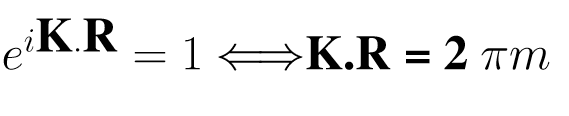 e^{i𝐊.𝐑} = 1 ⟺ 𝐊.𝐑 = 2 πm